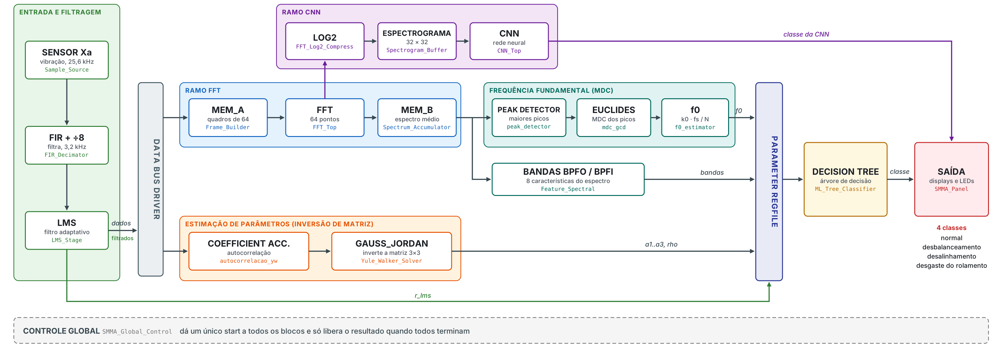 ENTRADA E FILTRAGEM
SENSOR Xa
vibração, 25,6 kHz
Sample_Source
FIR + ÷8
filtra, 3,2 kHz
FIR_Decimator
LMS
filtro adaptativo
LMS_Stage
dados
filtrados
DATA BUS DRIVER
RAMO CNN
LOG2
FFT_Log2_Compress
ESPECTROGRAMA
32 × 32
Spectrogram_Buffer
CNN
rede neural
CNN_Top
classe da CNN
RAMO FFT
MEM_A
quadros de 64
Frame_Builder
FFT
64 pontos
FFT_Top
MEM_B
espectro médio
Spectrum_Accumulator
FREQUÊNCIA FUNDAMENTAL (MDC)
PEAK DETECTOR
maiores picos
peak_detector
EUCLIDES
MDC dos picos
mdc_gcd
f0
k0 · fs / N
f0_estimator
f0
BANDAS BPFO / BPFI
8 características do espectro
Feature_Spectral
bandas
ESTIMAÇÃO DE PARÂMETROS (INVERSÃO DE MATRIZ)
COEFFICIENT ACC.
autocorrelação
autocorrelacao_yw
GAUSS_JORDAN
inverte a matriz 3×3
Yule_Walker_Solver
a1..a3, rho
r_lms
PARAMETER REGFILE
DECISION TREE
árvore de decisão
ML_Tree_Classifier
classe
SAÍDA
displays e LEDs
SMMA_Panel
4 classes
normal
desbalanceamento
desalinhamento
desgaste do rolamento
CONTROLE GLOBAL SMMA_Global_Control dá um único start a todos os blocos e só libera o resultado quando todos terminam